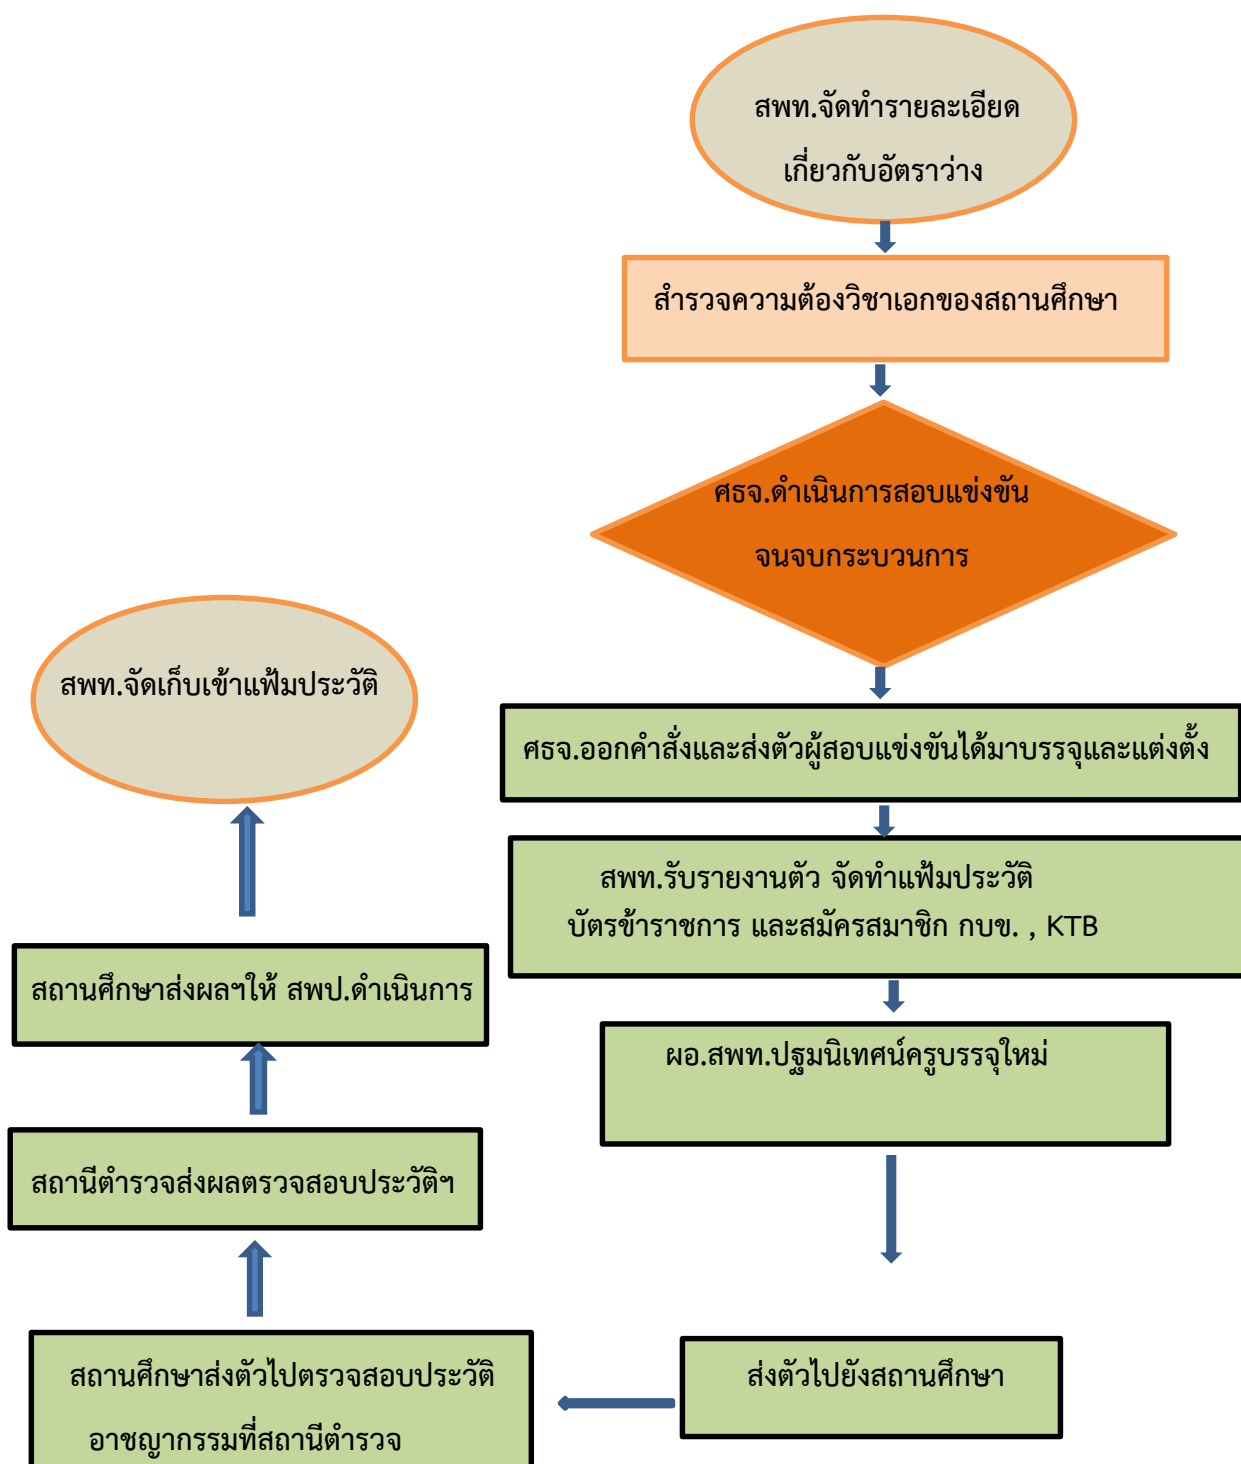 สพท.จัดทำรายละเอียด
เกี่ยวกับอัตราว่าง
สำรวจความต้องวิชาเอกของสถานศึกษา
ศธจ.ดำเนินการสอบแข่งขัน
จนจบกระบวนการ
ศธจ.ออกคำสั่งและส่งตัวผู้สอบแข่งขันได้มาบรรจุและแต่งตั้ง
สพท.รับรายงานตัว จัดทำแฟ้มประวัติ
บัตรข้าราชการ และสมัครสมาชิก กบข. , KTB
ผอ.สพท.ปฐมนิเทศน์ครูบรรจุใหม่
ส่งตัวไปยังสถานศึกษา
สถานศึกษาส่งตัวไปตรวจสอบประวัติ
อาชญากรรมที่สถานีตำรวจ
สถานีตำรวจส่งผลตรวจสอบประวัติฯ
สถานศึกษาส่งผลฯให้ สพป.ดำเนินการ
สพท.จัดเก็บเข้าแฟ้มประวัติ